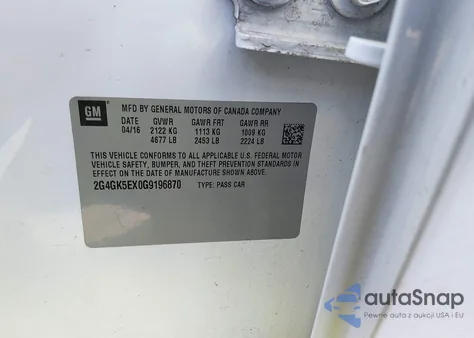 GM
MFD BY GENERAL MOTORS OF CANADA COMPANY
DATE GVWR GAWR FRT GAWR RR
04/16 2122 KG 1113 KG 1009 KG
4677 LB 2453 LB 2224 LB
THIS VEHICLE CONFORMS TO ALL APPLICABLE U.S. FEDERAL MOTOR
VEHICLE SAFETY, BUMPER, AND THEFT PREVENTION STANDARDS IN
EFFECT ON THE DATE OF MANUFACTURE SHOWN ABOVE.
2G4GK5EX0G9196870 TYPE: PASS CAR
autaSnap
Pewne auta z aukcji USA i EU